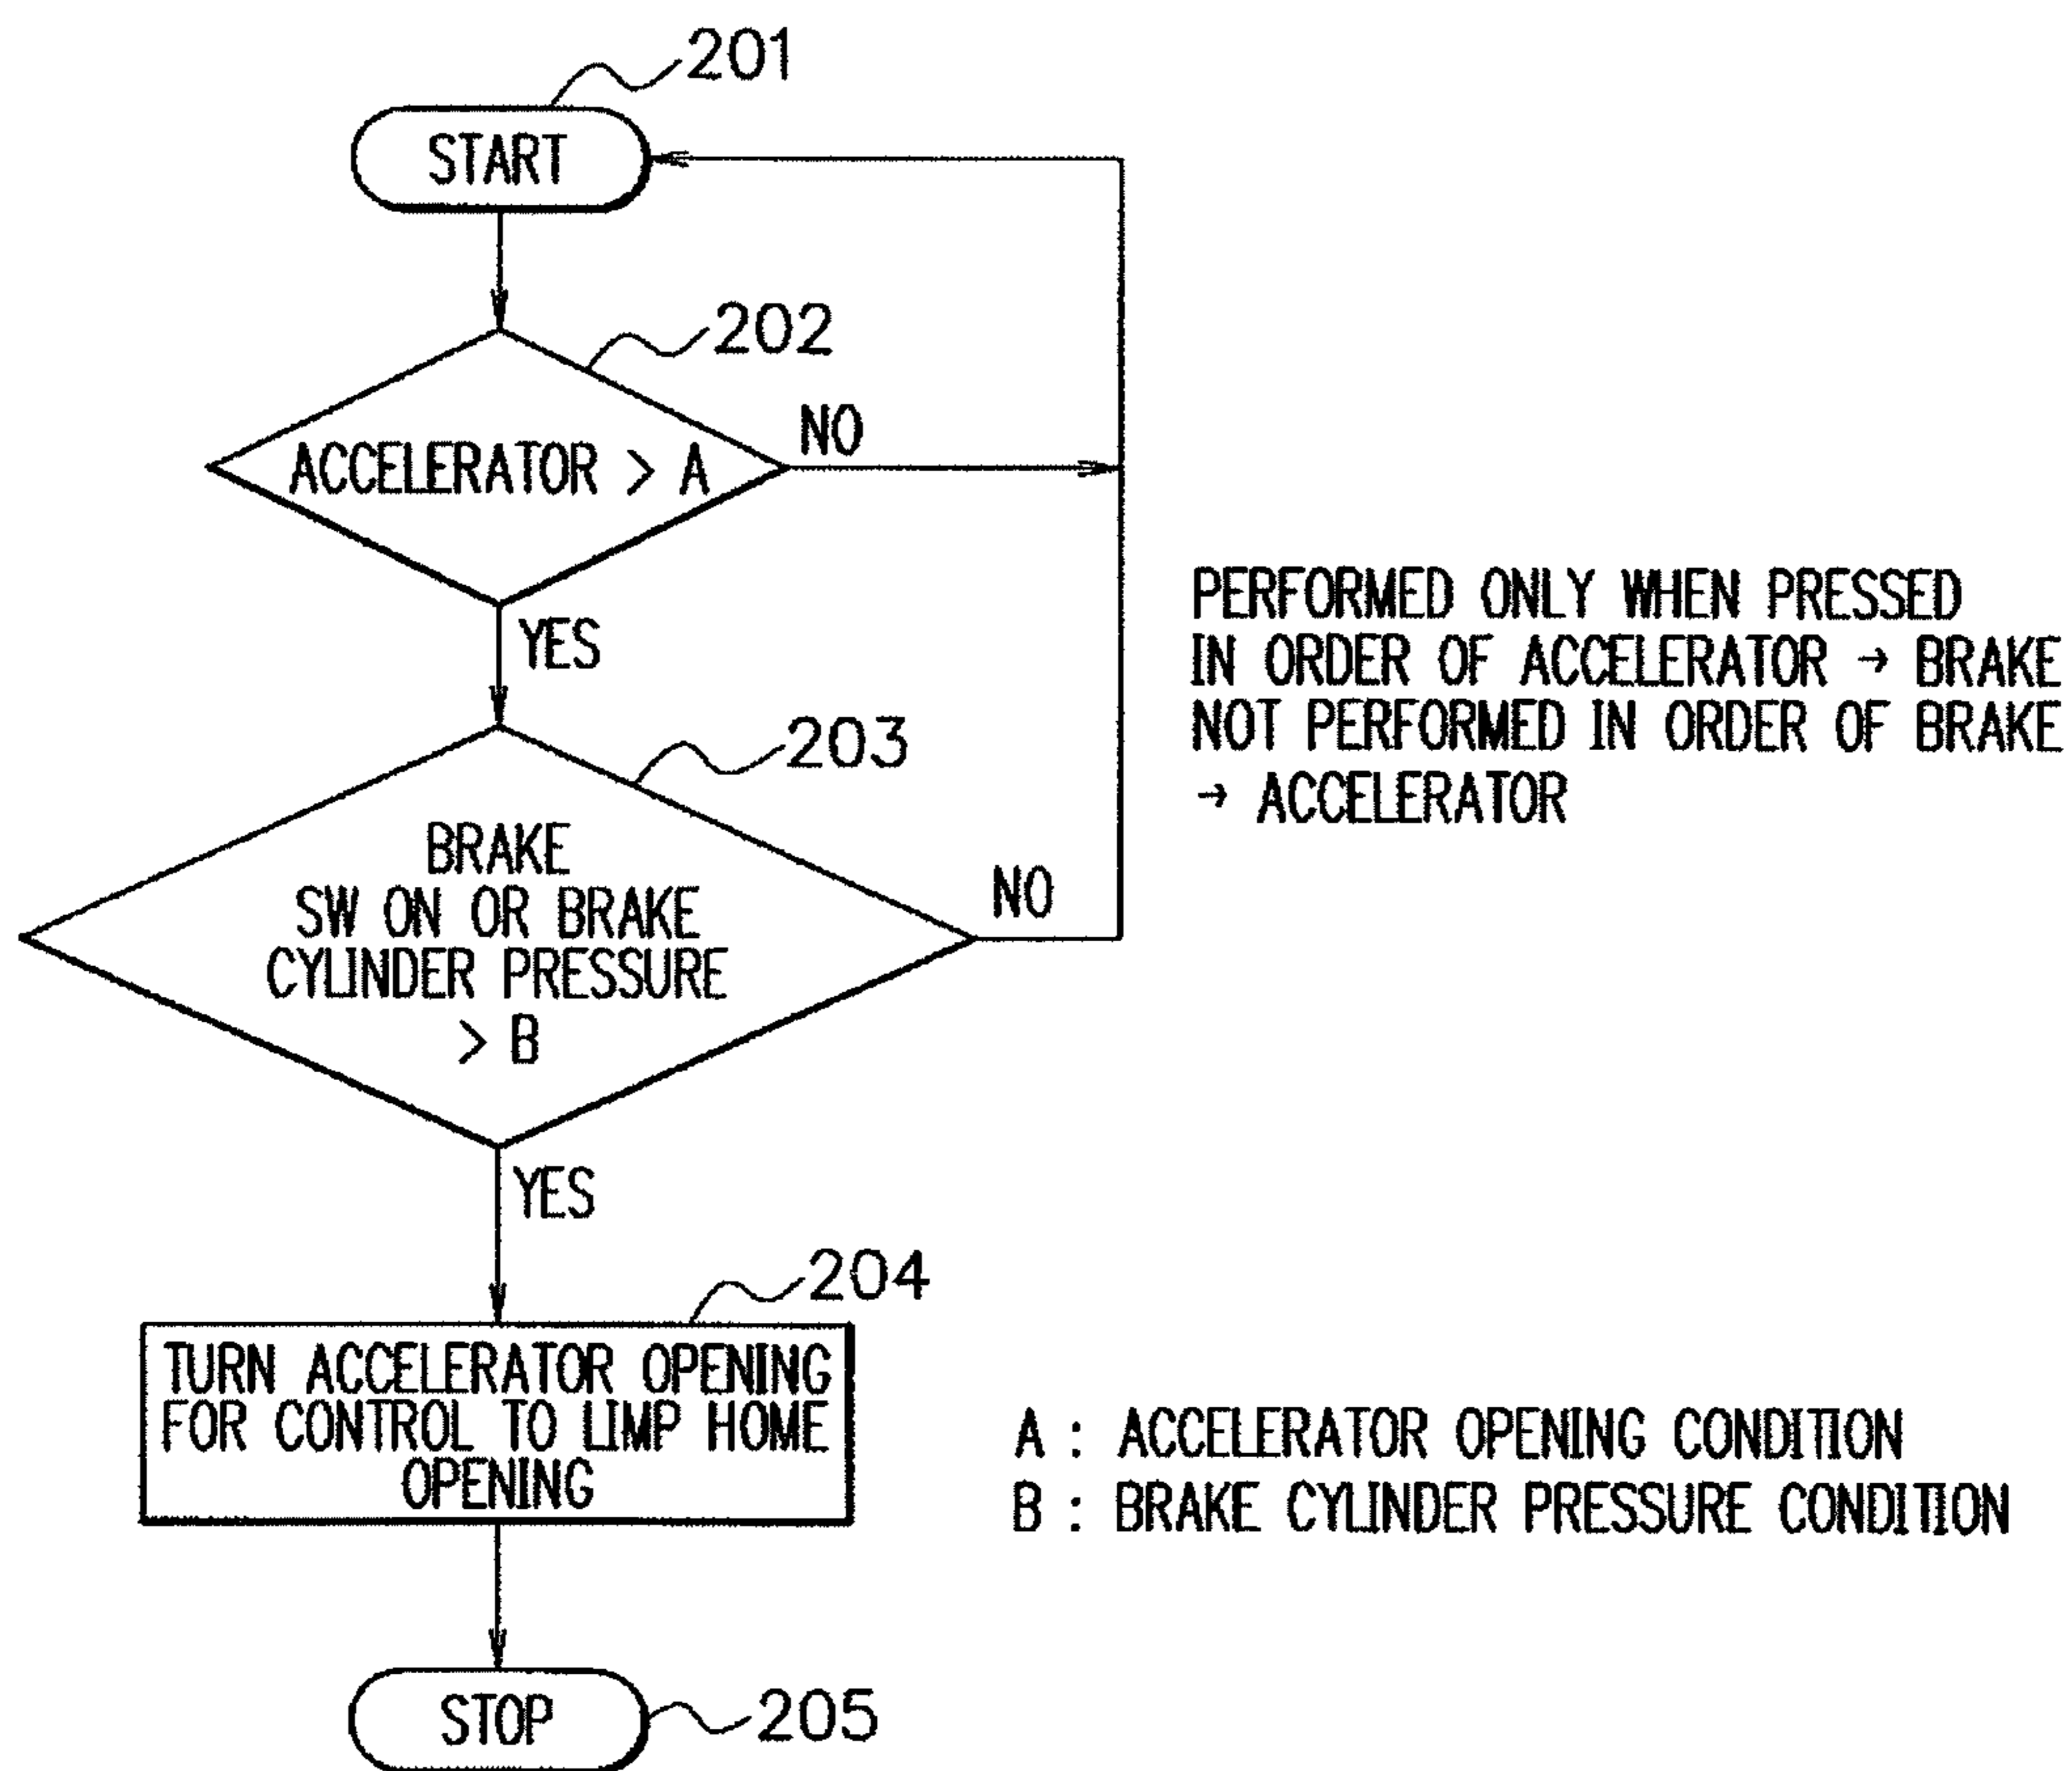 201
START
202
ACCELERATOR > A
NO
YES
203
BRAKE
SW ON OR BRAKE
CYLINDER PRESSURE
> B
NO
YES
PERFORMED ONLY WHEN PRESSED
IN ORDER OF ACCELERATOR → BRAKE
NOT PERFORMED IN ORDER OF BRAKE
→ ACCELERATOR
204
TURN ACCELERATOR OPENING
FOR CONTROL TO LIMP HOME
OPENING
A : ACCELERATOR OPENING CONDITION
B : BRAKE CYLINDER PRESSURE CONDITION
STOP
205